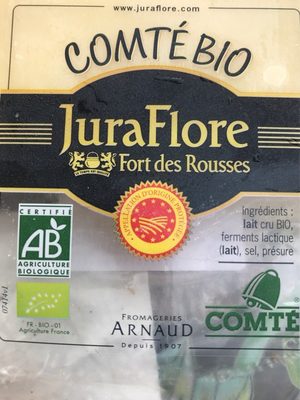 www.juraflore.com
COMTÉ BIO
JuraFlore
Fort des Rousses
APPELLATION D'ORIGINE PROTÉGÉE
CERTIFIÉ
AB
AGRICULTURE
BIOLOGIQUE
Ingrédients :
lait cru BIO,
ferments lactique
(lait), sel, présure
FR - BIO - 01
Agriculture France
07474v1
FROMAGERIES
ARNAUD
Depuis 1907
COMTÉ